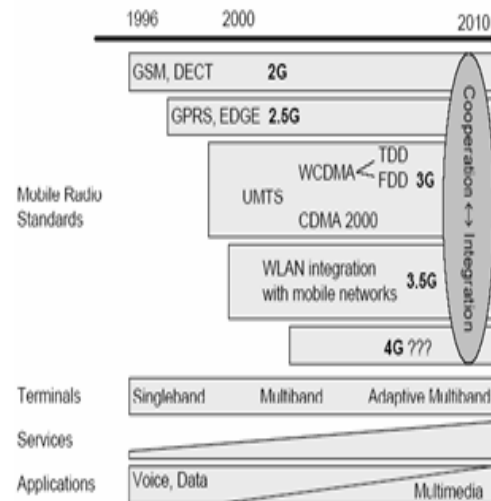 1996 2000 2010
GSM, DECT 2G
GPRS, EDGE 2.5G
TDD
WCDMA
FDD 3G
UMTS
CDMA 2000
Mobile Radio
Standards
WLAN integration
with mobile networks 3.5G
4G ???
Cooperation ↔ Integration
Terminals Singleband Multiband Adaptive Multiband
Services
Applications Voice, Data Multimedia